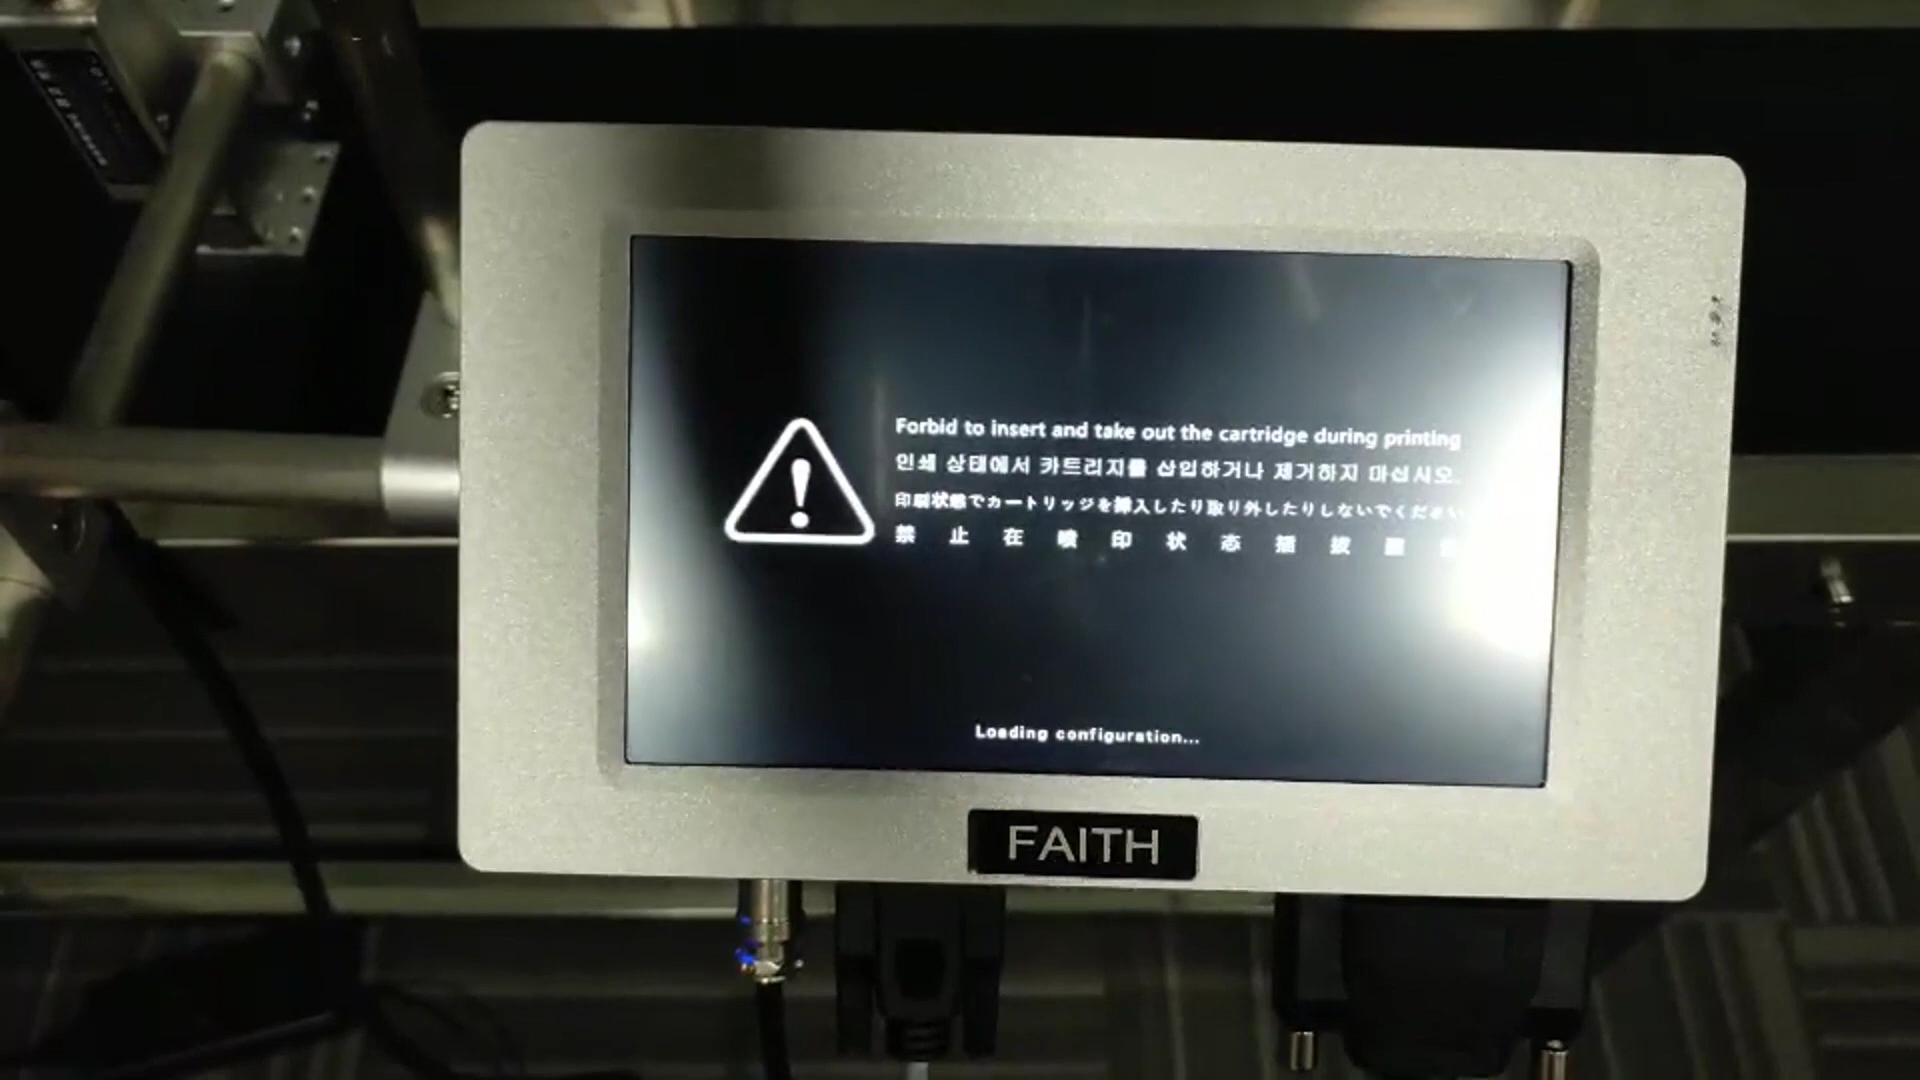 Forbid to insert and take out the cartridge during printing
인쇄 상태에서 카트리지를 삽입하거나 제거하지 마십시오.
印刷状態でカートリッジを挿入したり取り外したりしないでください
禁 止 在 喷 印 状 态 插 拔
Loading configuration...
FAITH